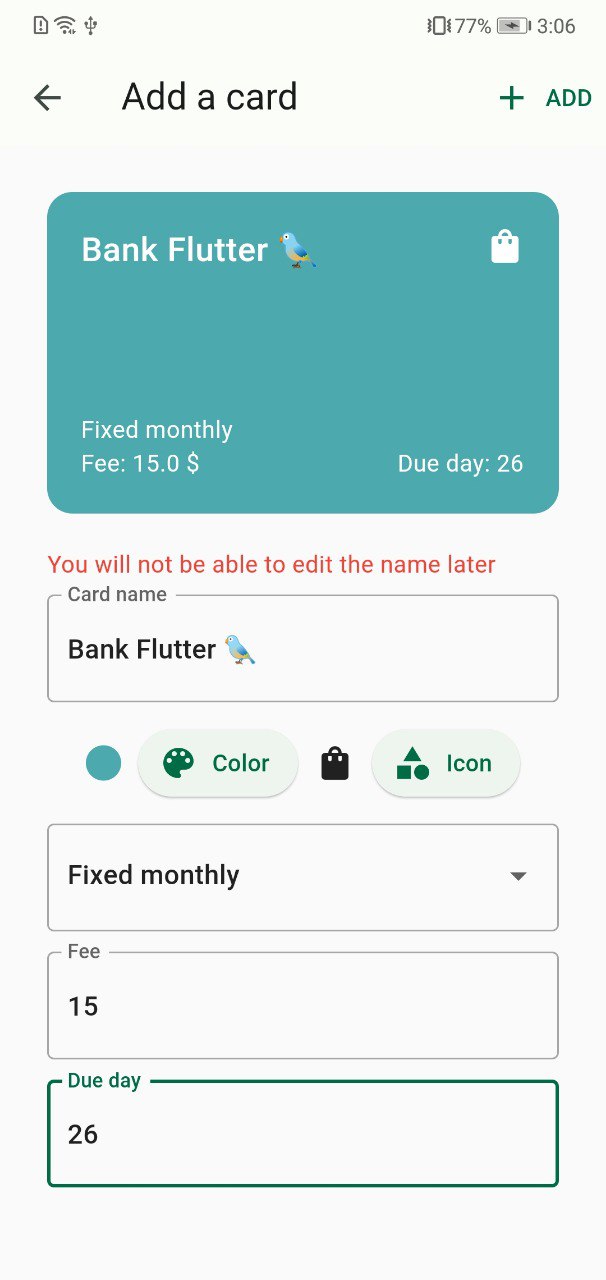 77% 3:06
Add a card
ADD
Bank Flutter
Fixed monthly
Fee: 15.0 $
Due day: 26
You will not be able to edit the name later
Card name
Bank Flutter
Color
Icon
Fixed monthly
Fee
15
Due day
26